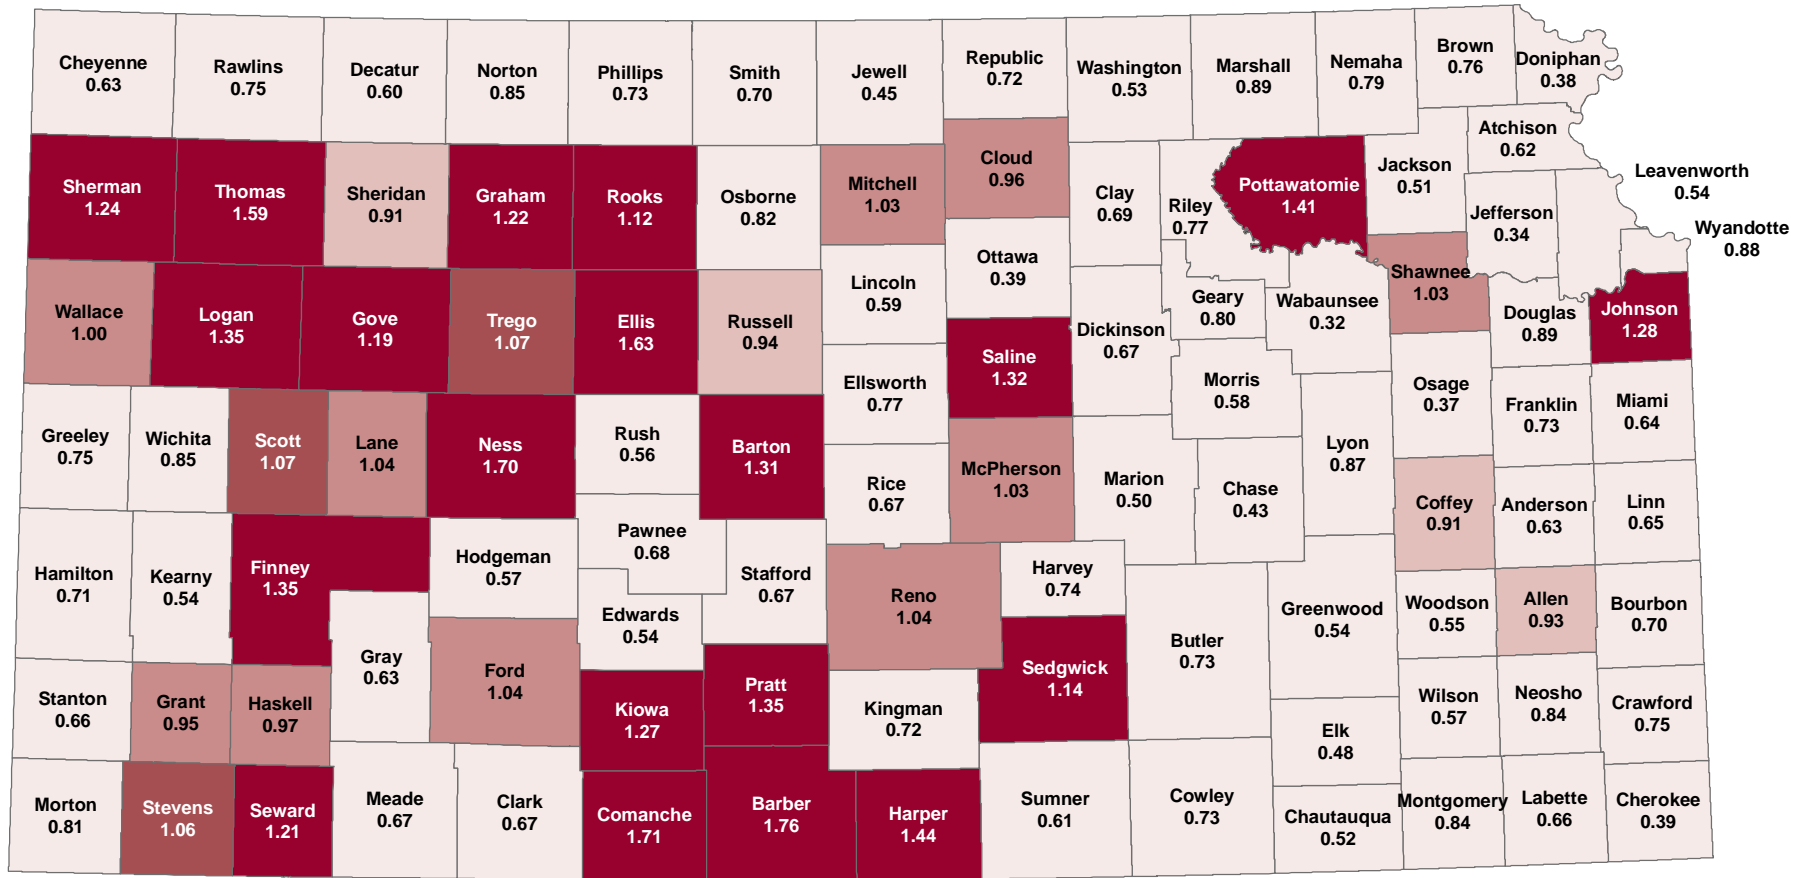 Cheyenne
0.63
Rawlins
0.75
Decatur
0.60
Norton
0.85
Phillips
0.73
Smith
0.70
Jewell
0.45
Republic
0.72
Washington
0.53
Marshall
0.89
Nemaha
0.79
Brown
0.76
Doniphan
0.38
Sherman
1.24
Thomas
1.59
Sheridan
0.91
Graham
1.22
Rooks
1.12
Osborne
0.82
Mitchell
1.03
Cloud
0.96
Clay
0.69
Riley
0.77
Pottawatomie
1.41
Jackson
0.51
Atchison
0.62
Jefferson
0.34
Leavenworth
0.54
Wyandotte
0.88
Wallace
1.00
Logan
1.35
Gove
1.19
Trego
1.07
Ellis
1.63
Russell
0.94
Lincoln
0.59
Ottawa
0.39
Saline
1.32
Dickinson
0.67
Geary
0.80
Wabaunsee
0.32
Shawnee
1.03
Douglas
0.89
Johnson
1.28
Greeley
0.75
Wichita
0.85
Scott
1.07
Lane
1.04
Ness
1.70
Rush
0.56
Barton
1.31
Ellsworth
0.77
Rice
0.67
McPherson
1.03
Marion
0.50
Morris
0.58
Chase
0.43
Lyon
0.87
Osage
0.37
Franklin
0.73
Miami
0.64
Coffey
0.91
Anderson
0.63
Linn
0.65
Hamilton
0.71
Kearny
0.54
Finney
1.35
Hodgeman
0.57
Pawnee
0.68
Edwards
0.54
Stafford
0.67
Reno
1.04
Harvey
0.74
Butler
0.73
Greenwood
0.54
Woodson
0.55
Allen
0.93
Bourbon
0.70
Stanton
0.66
Grant
0.95
Haskell
0.97
Gray
0.63
Ford
1.04
Kiowa
1.27
Pratt
1.35
Kingman
0.72
Sedgwick
1.14
Elk
0.48
Wilson
0.57
Neosho
0.84
Crawford
0.75
Morton
0.81
Stevens
1.06
Seward
1.21
Meade
0.67
Clark
0.67
Comanche
1.71
Barber
1.76
Harper
1.44
Sumner
0.61
Cowley
0.73
Chautauqua
0.52
Montgomery
0.84
Labette
0.66
Cherokee
0.39